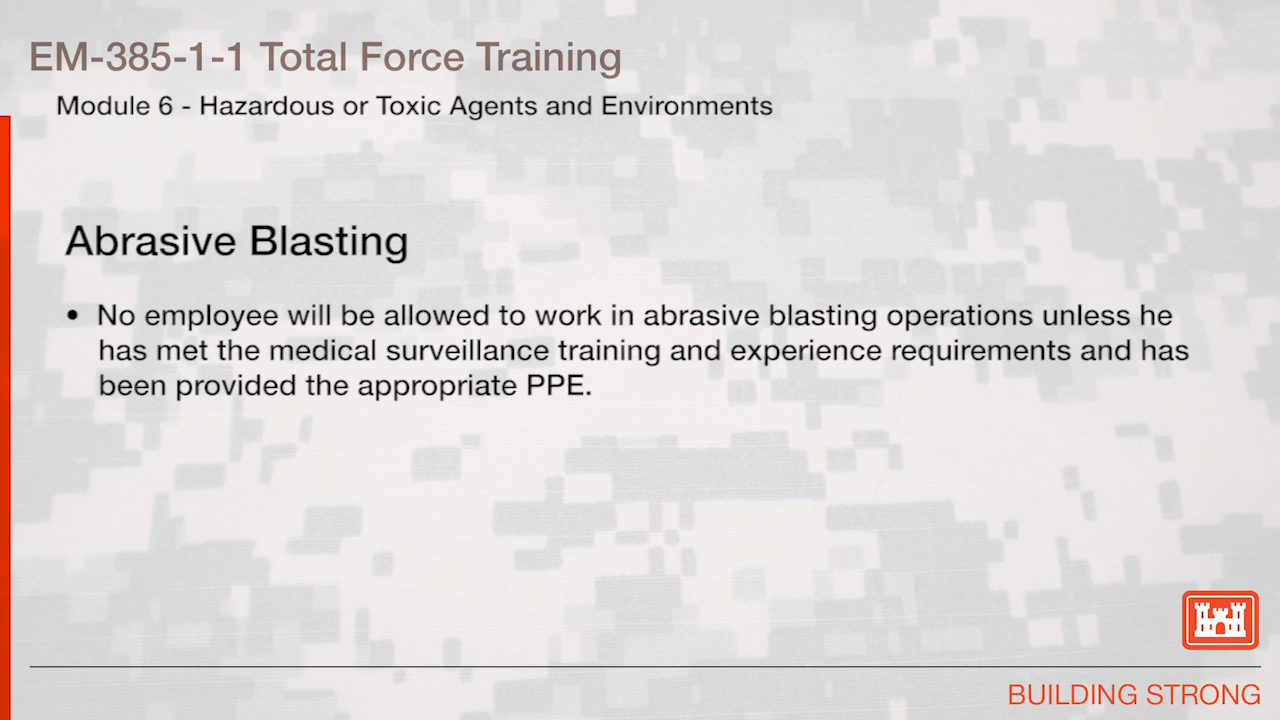 EM-385-1-1 Total Force Training
Module 6 - Hazardous or Toxic Agents and Environments
Abrasive Blasting
• No employee will be allowed to work in abrasive blasting operations unless he
has met the medical surveillance training and experience requirements and has
been provided the appropriate PPE.
BUILDING STRONG